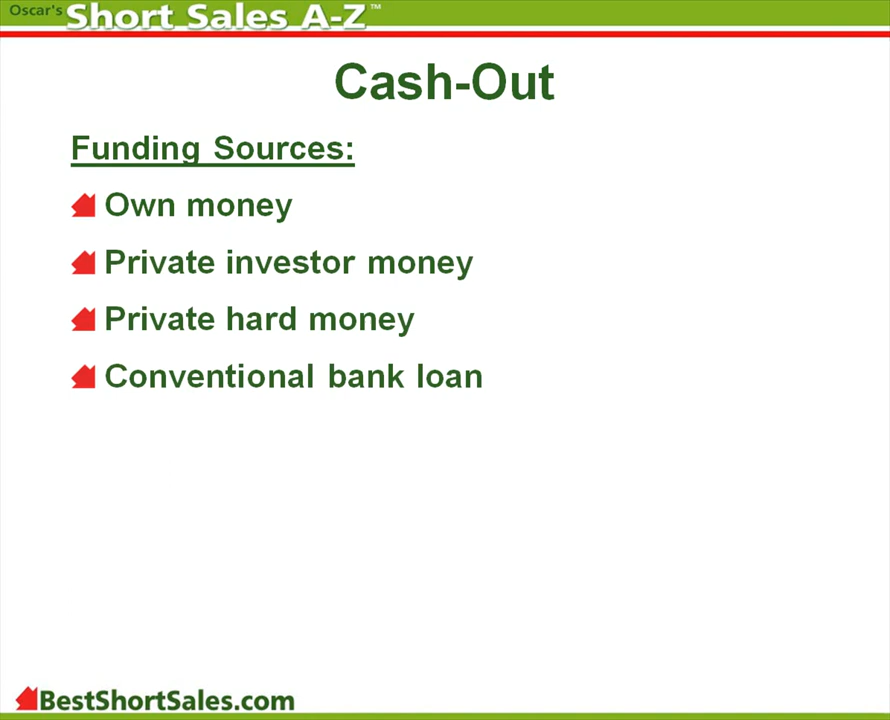 Oscar's Short Sales A-Z™
Cash-Out
Funding Sources:
Own money
Private investor money
Private hard money
Conventional bank loan
BestShortSales.com